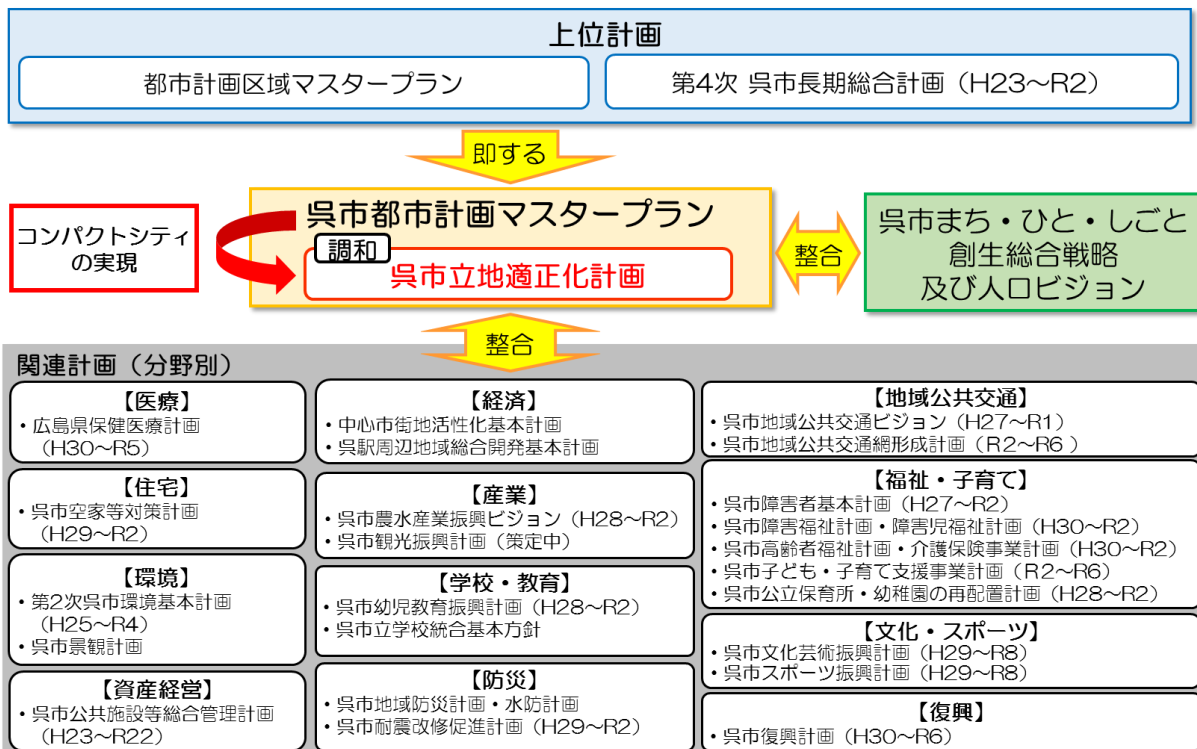 上位計画
都市計画区域マスタープラン
第4次 呉市長期総合計画（H23～R2）
即する
コンパクトシティ
の実現
呉市都市計画マスタープラン
調和
呉市立地適正化計画
整合
呉市まち・ひと・しごと
創生総合戦略
及び人口ビジョン
整合
関連計画（分野別）
【医療】
・広島県保健医療計画
（H30～R5）
【住宅】
・呉市空家等対策計画
（H29～R2）
【環境】
・第2次呉市環境基本計画
（H25～R4）
・呉市景観計画
【資産経営】
・呉市公共施設等総合管理計画
（H23～R22）
【経済】
・中心市街地活性化基本計画
・呉駅周辺地域総合開発基本計画
【産業】
・呉市農水産業振興ビジョン（H28～R2）
・呉市観光振興計画（策定中）
【学校・教育】
・呉市幼児教育振興計画（H28～R2）
・呉市立学校統合基本方針
【防災】
・呉市地域防災計画・水防計画
・呉市耐震改修促進計画（H29～R2）
【地域公共交通】
・呉市地域公共交通ビジョン（H27～R1）
・呉市地域公共交通網形成計画（R2～R6 ）
【福祉・子育て】
・呉市障害者基本計画（H27～R2）
・呉市障害福祉計画・障害児福祉計画（H30～R2）
・呉市高齢者福祉計画・介護保険事業計画（H30～R2）
・呉市子ども・子育て支援事業計画（R2～R6）
・呉市公立保育所・幼稚園の再配置計画（H28～R2）
【文化・スポーツ】
・呉市文化芸術振興計画（H29～R8）
・呉市スポーツ振興計画（H29～R8）
【復興】
・呉市復興計画（H30～R6）